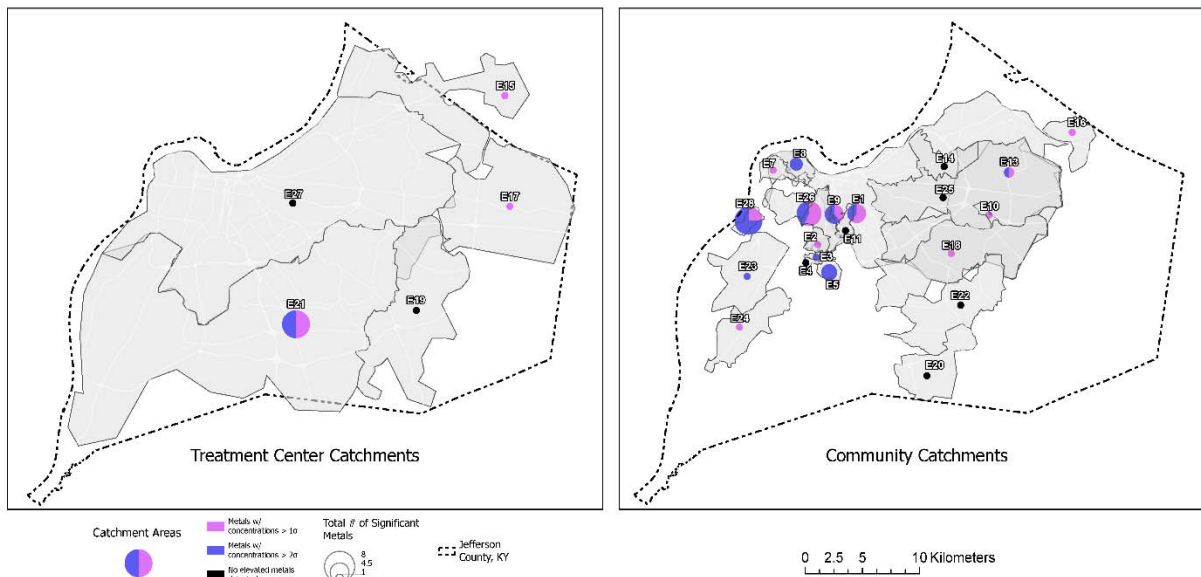 E15
E17
E27
E19
E21
Treatment Center Catchments
E16
E14
E13
E8
E7
E25
E28
E26
E9
E1
E10
E11
E2
E18
E3
E4
E23
E5
E22
E24
E20
Community Catchments
Catchment Areas
Metals w/
concentrations > 1σ
Metals w/
concentrations > 2σ
No elevated metals
Total # of Significant
Metals
8
4.5
1
Jefferson
County, KY
0 2.5 5 10 Kilometers